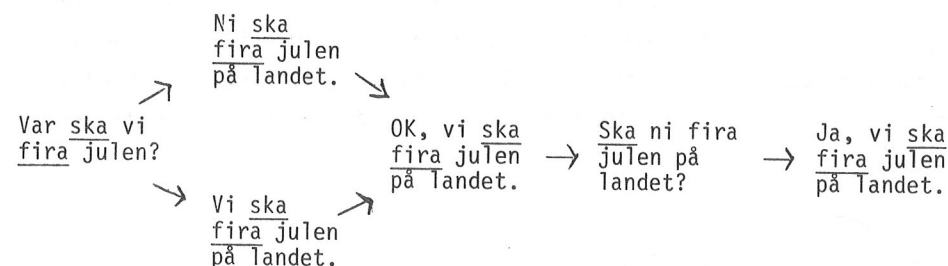 Ni ska
fira julen
på landet.
Var ska vi
fira julen?
Vi ska
fira julen
på landet.
OK, vi ska
fira julen
på landet.
Ska ni fira
julen på
landet?
Ja, vi ska
fira julen
på landet.